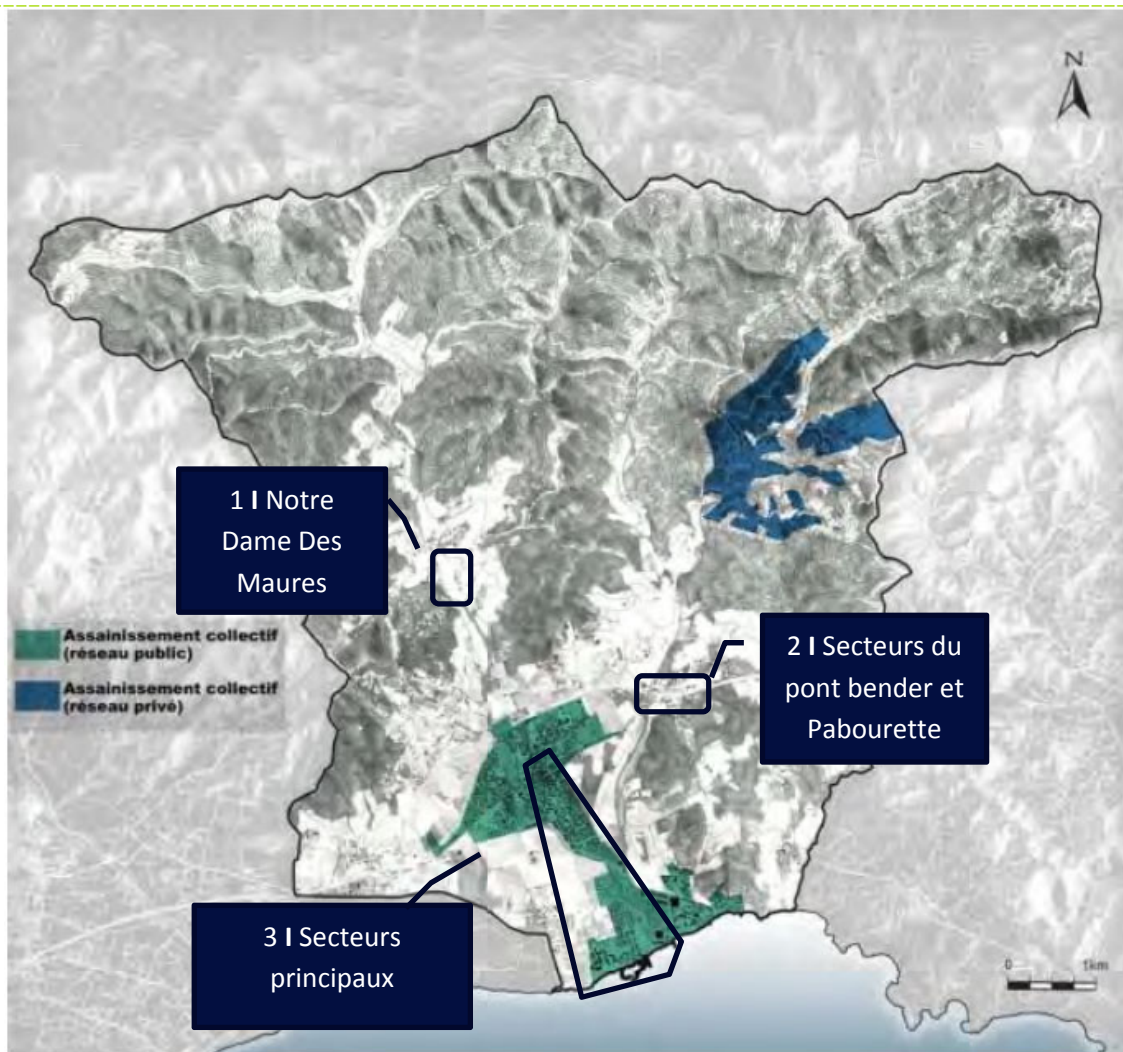 N
1 I Notre
Dame Des
Maures
Assainissement collectif
(réseau public)
Assainissement collectif
(réseau privé)
2 I Secteurs du
pont bender et
Pabourette
3 I Secteurs
principaux
0 1km